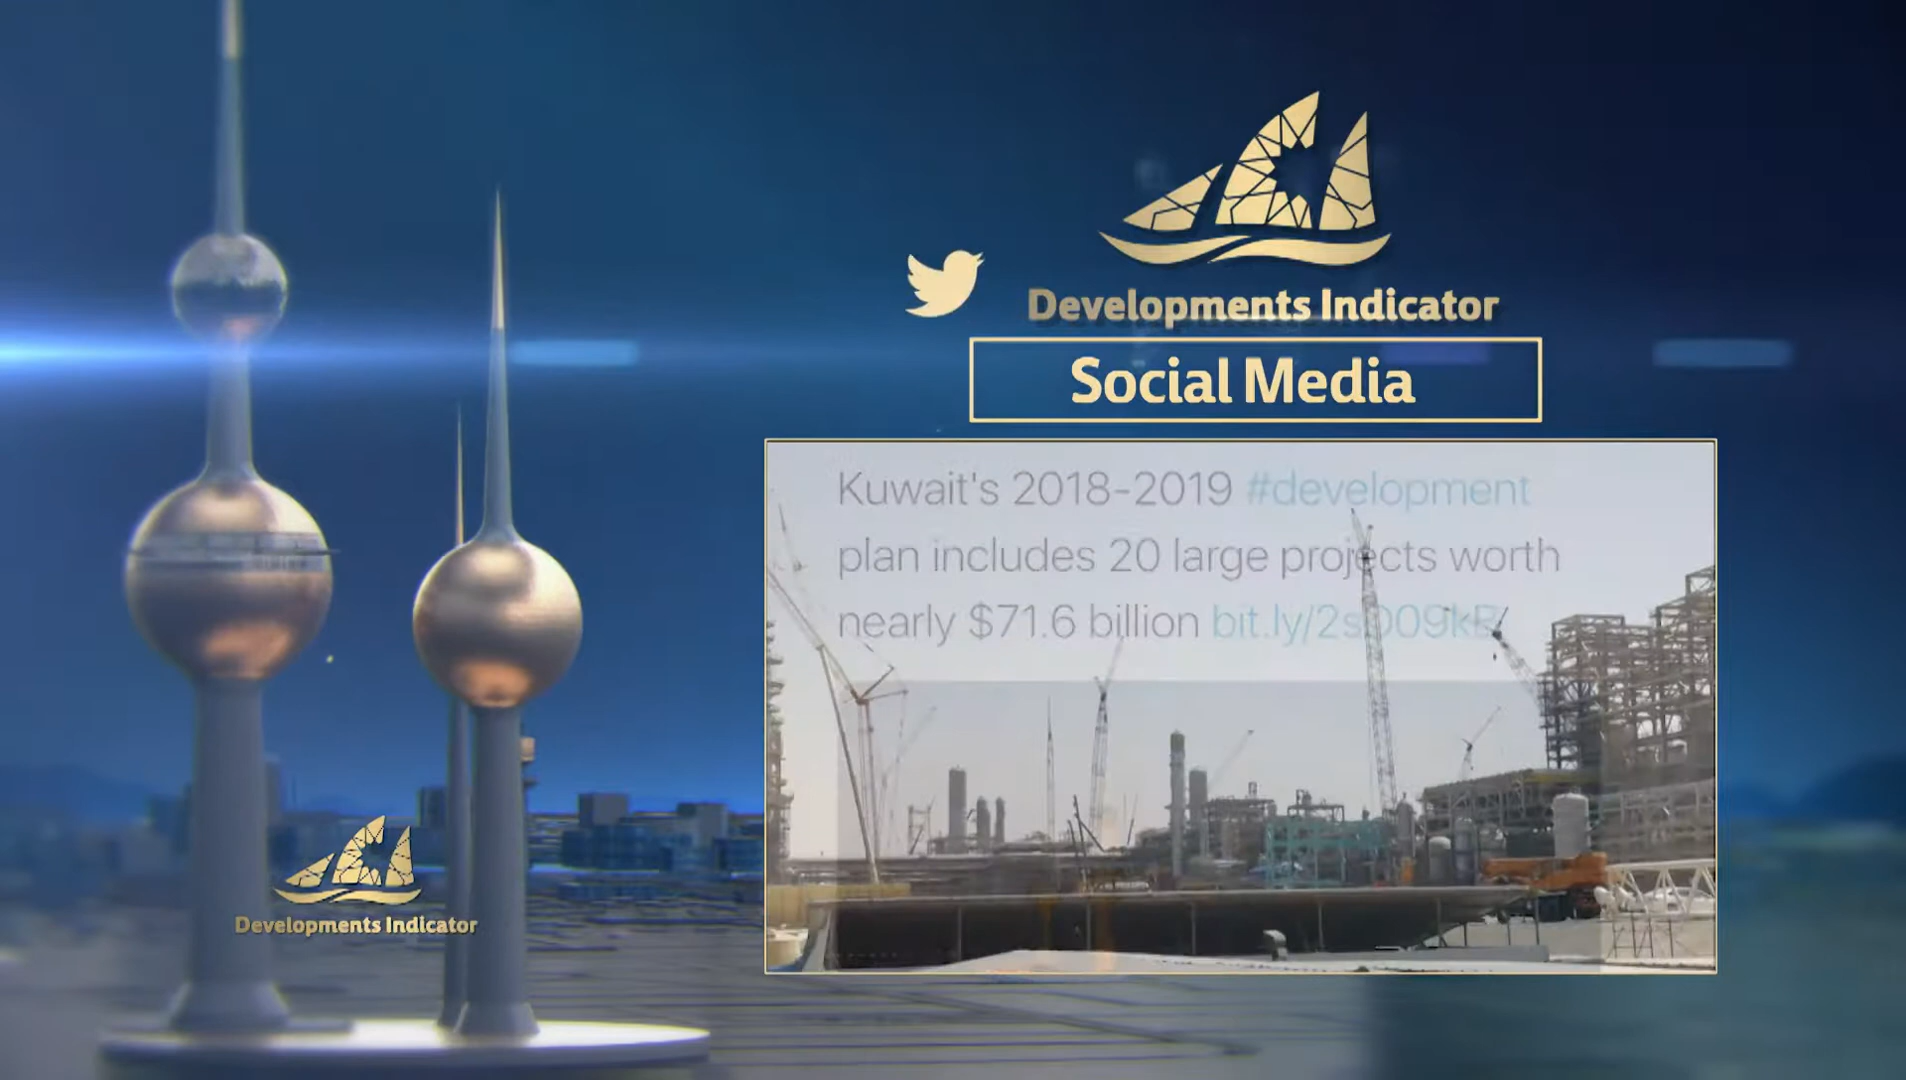 Developments Indicator
Social Media
Kuwait's 2018-2019 #development
plan includes 20 large projects worth
nearly $71.6 billion
Developments Indicator